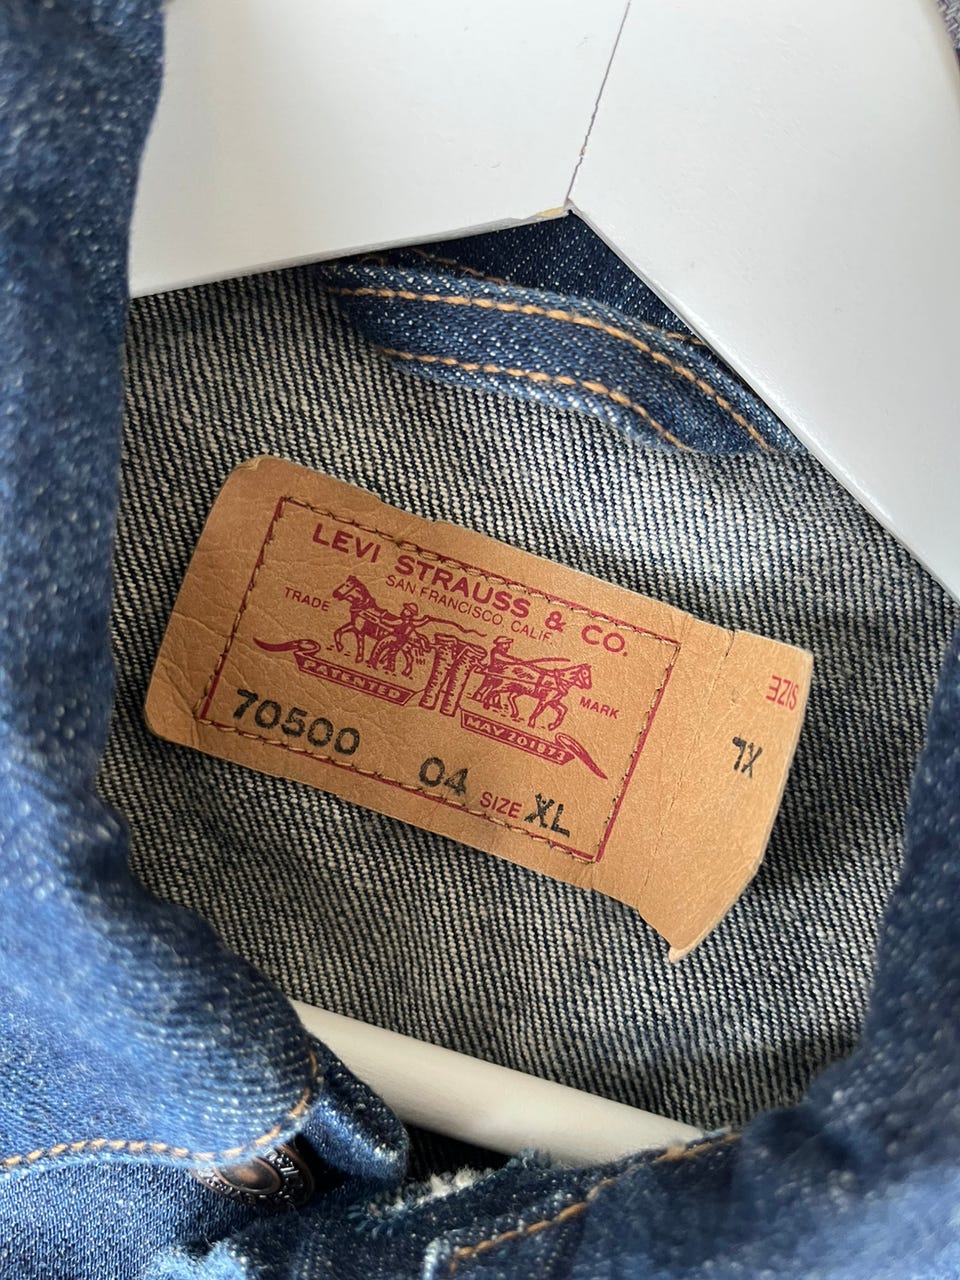 LEVI STRAUSS & CO.
SAN FRANCISCO, CALIF.
TRADE MARK
PATENTED MAY 20 1873
70500 04 SIZE XL
SIZE
XL